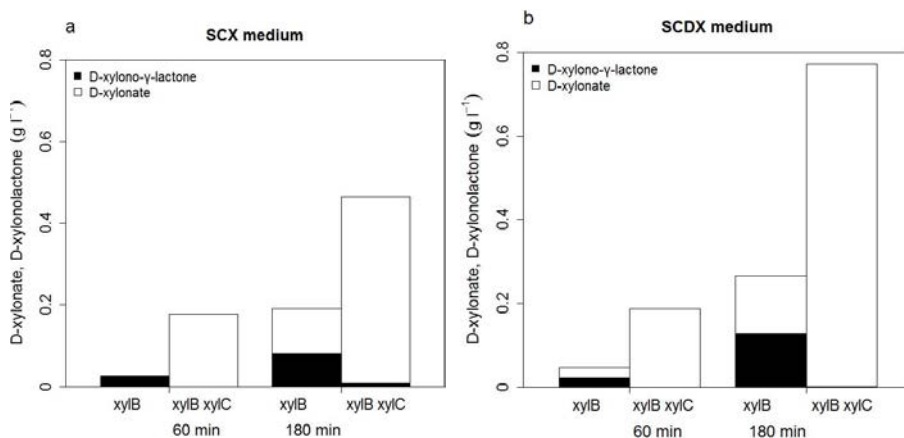 a
SCX medium
D-xylono-γ-lactone
D-xylonate
D-xylonate, D-xylonolactone (g l⁻¹)
0.8
0.6
0.4
0.2
0
xylB
xylB xylC
xylB
xylB xylC
60 min
180 min
b
SCDX medium
D-xylono-γ-lactone
D-xylonate
D-xylonate, D-xylonolactone (g l⁻¹)
0.8
0.6
0.4
0.2
0
xylB
xylB xylC
xylB
xylB xylC
60 min
180 min